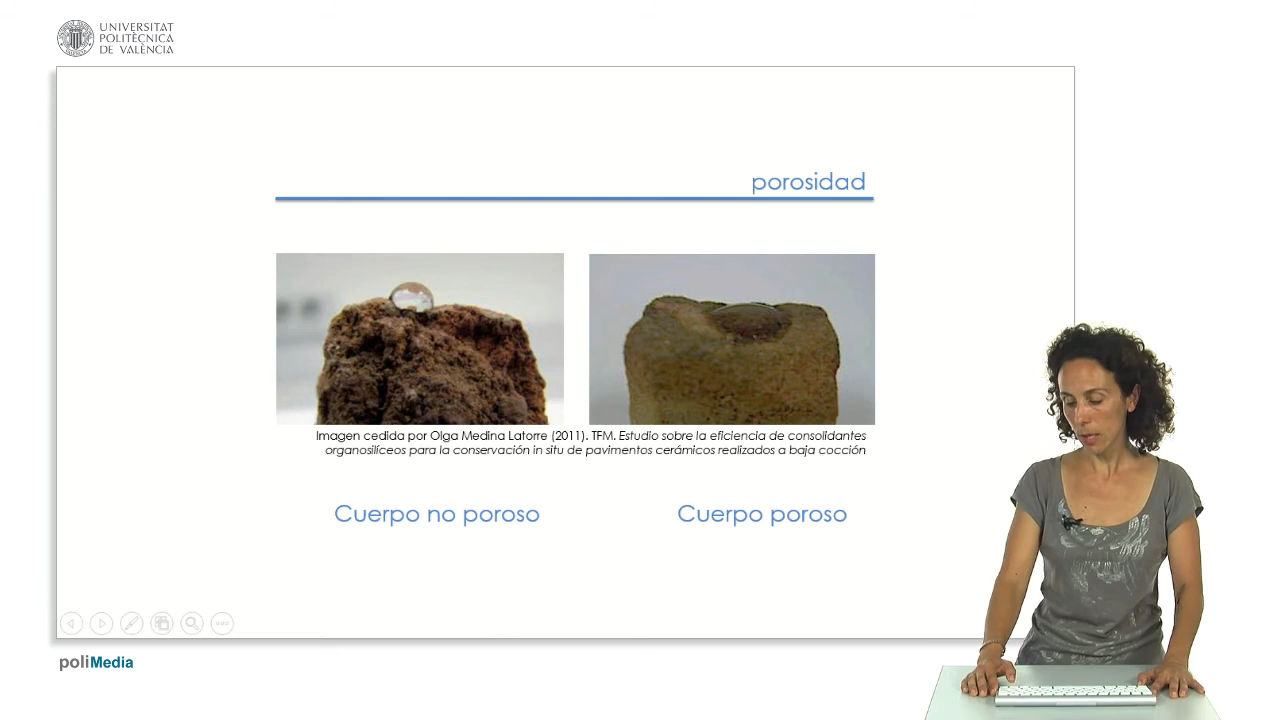 UNIVERSITAT
POLITÈCNICA
DE VALÈNCIA
porosidad
Imagen cedida por Olga Medina Latorre (2011). TFM. Estudio sobre la eficiencia de consolidantes
organosilíceos para la conservación in situ de pavimentos cerámicos realizados a baja cocción
Cuerpo no poroso
Cuerpo poroso
poliMedia